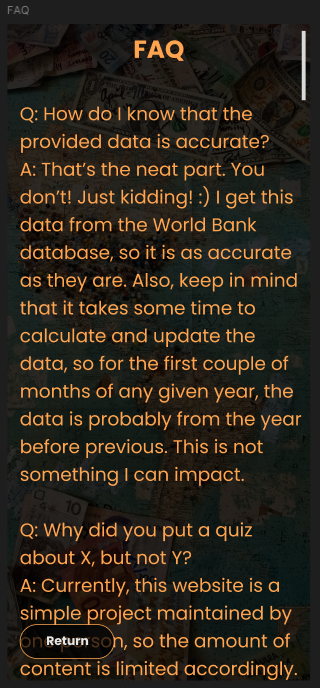 FAQ
FAQ
Q: How do I know that the
provided data is accurate?
A: That’s the neat part. You
don’t! Just kidding! :) I get this
data from the World Bank
database, so it is as accurate
as they are. Also, keep in mind
that it takes some time to
calculate and update the
data, so for the first couple of
months of any given year, the
data is probably from the year
before previous. This is not
something I can impact.
Q: Why did you put a quiz
about X, but not Y?
A: Currently, this website is a
simple project maintained by
one person, so the amount of
Return
content is limited accordingly.